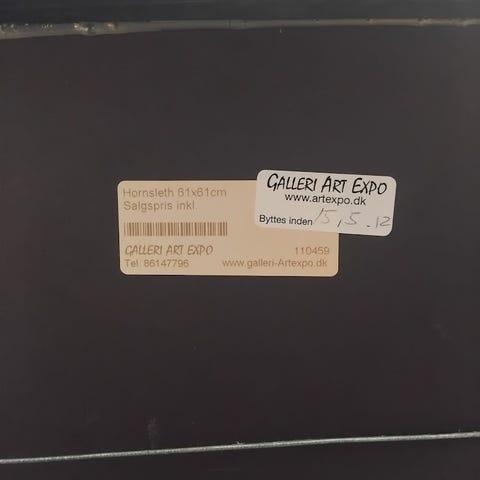 Hornsleth 61x61cm
Salgspris inkl.
GALLERI ART EXPO
110459
Tel. 86147796
www.galleri-Artexpo.dk
GALLERI ART EXPO
www.artexpo.dk
Byttes inden 15,5.12